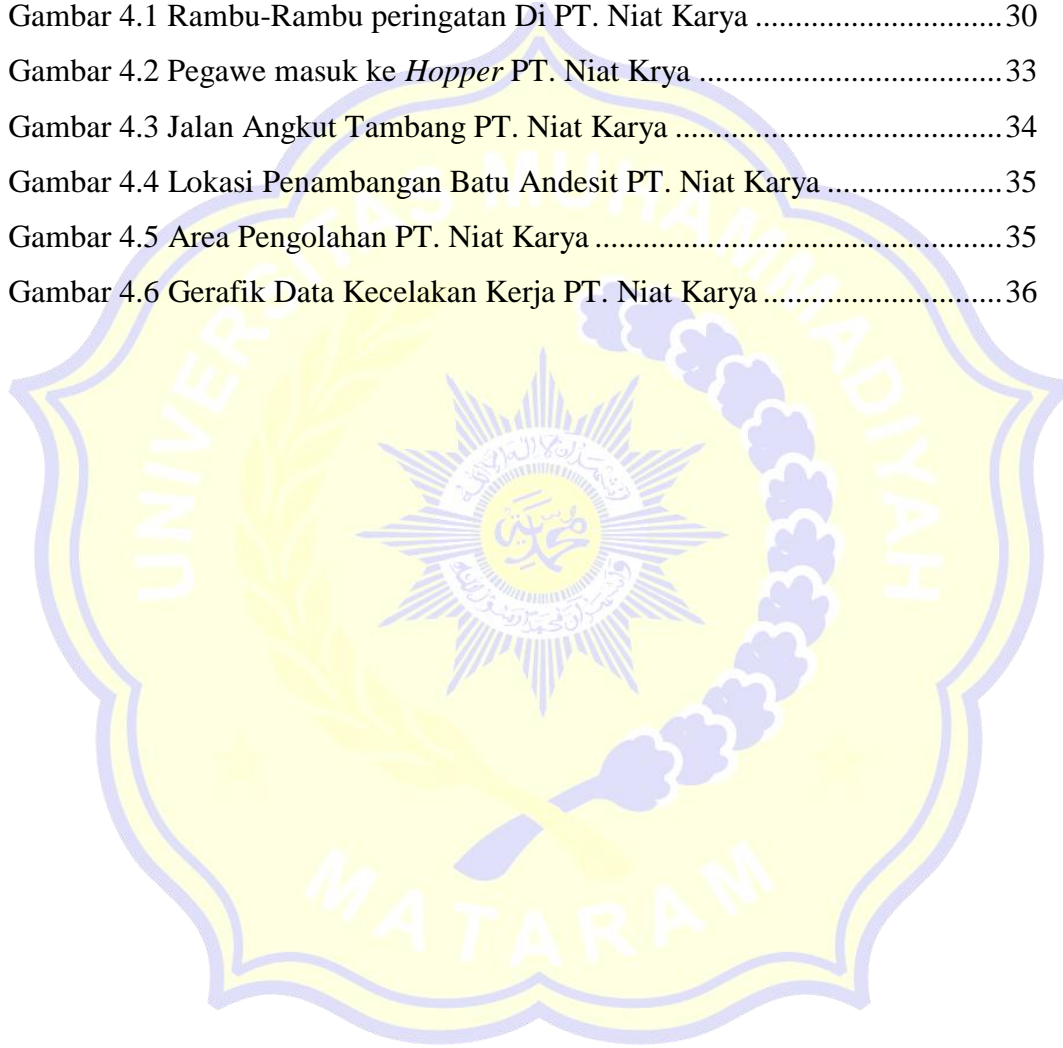 Gambar 4.1 Rambu-Rambu peringatan Di PT. Niat Karya ............................. 30
Gambar 4.2 Pegawe masuk ke Hopper PT. Niat Krya .................................... 33
Gambar 4.3 Jalan Angkut Tambang PT. Niat Karya ....................................... 34
Gambar 4.4 Lokasi Penambangan Batu Andesit PT. Niat Karya ..................... 35
Gambar 4.5 Area Pengolahan PT. Niat Karya ................................................ 35
Gambar 4.6 Gerafik Data Kecelakan Kerja PT. Niat Karya ............................ 36
UNIVERSITAS MUHAMMADIYAH
MATARAM